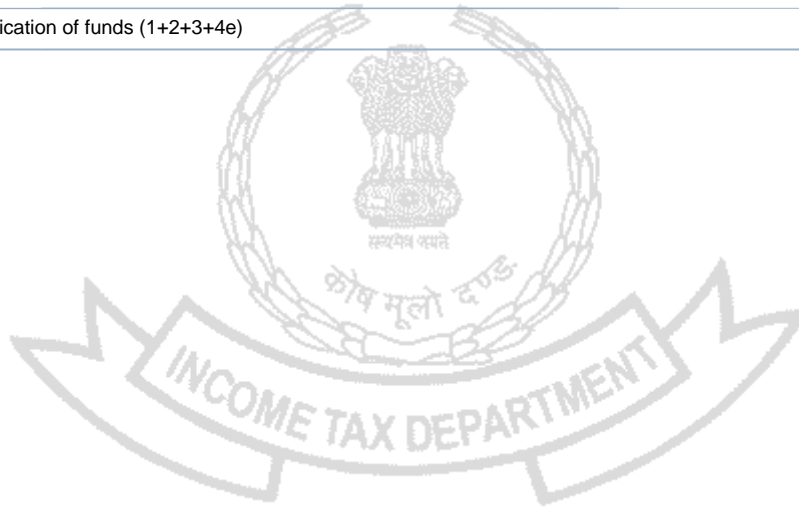 ication of funds (1+2+3+4e)
सत्यमेव जयते
कोष मूलो दण्ड:
INCOME TAX DEPARTMENT